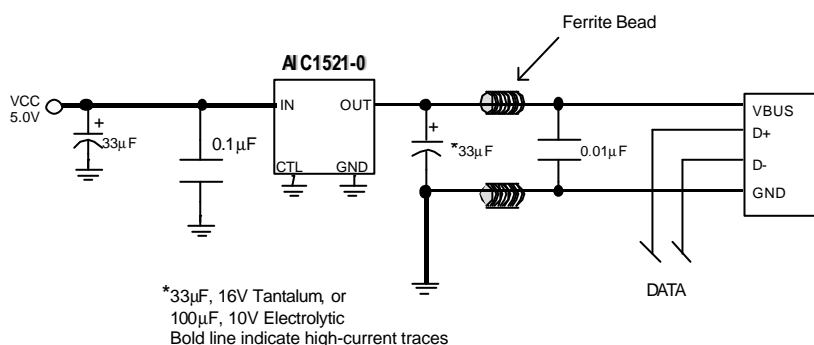 Ferrite Bead
AIC1521-0
VCC
5.0V
IN
OUT
VBUS
+
33µF
0.1µF
+
*33µF
0.01µF
D+
D-
CTL
GND
GND
DATA
*33µF, 16V Tantalum, or
100µF, 10V Electrolytic
Bold line indicate high-current traces